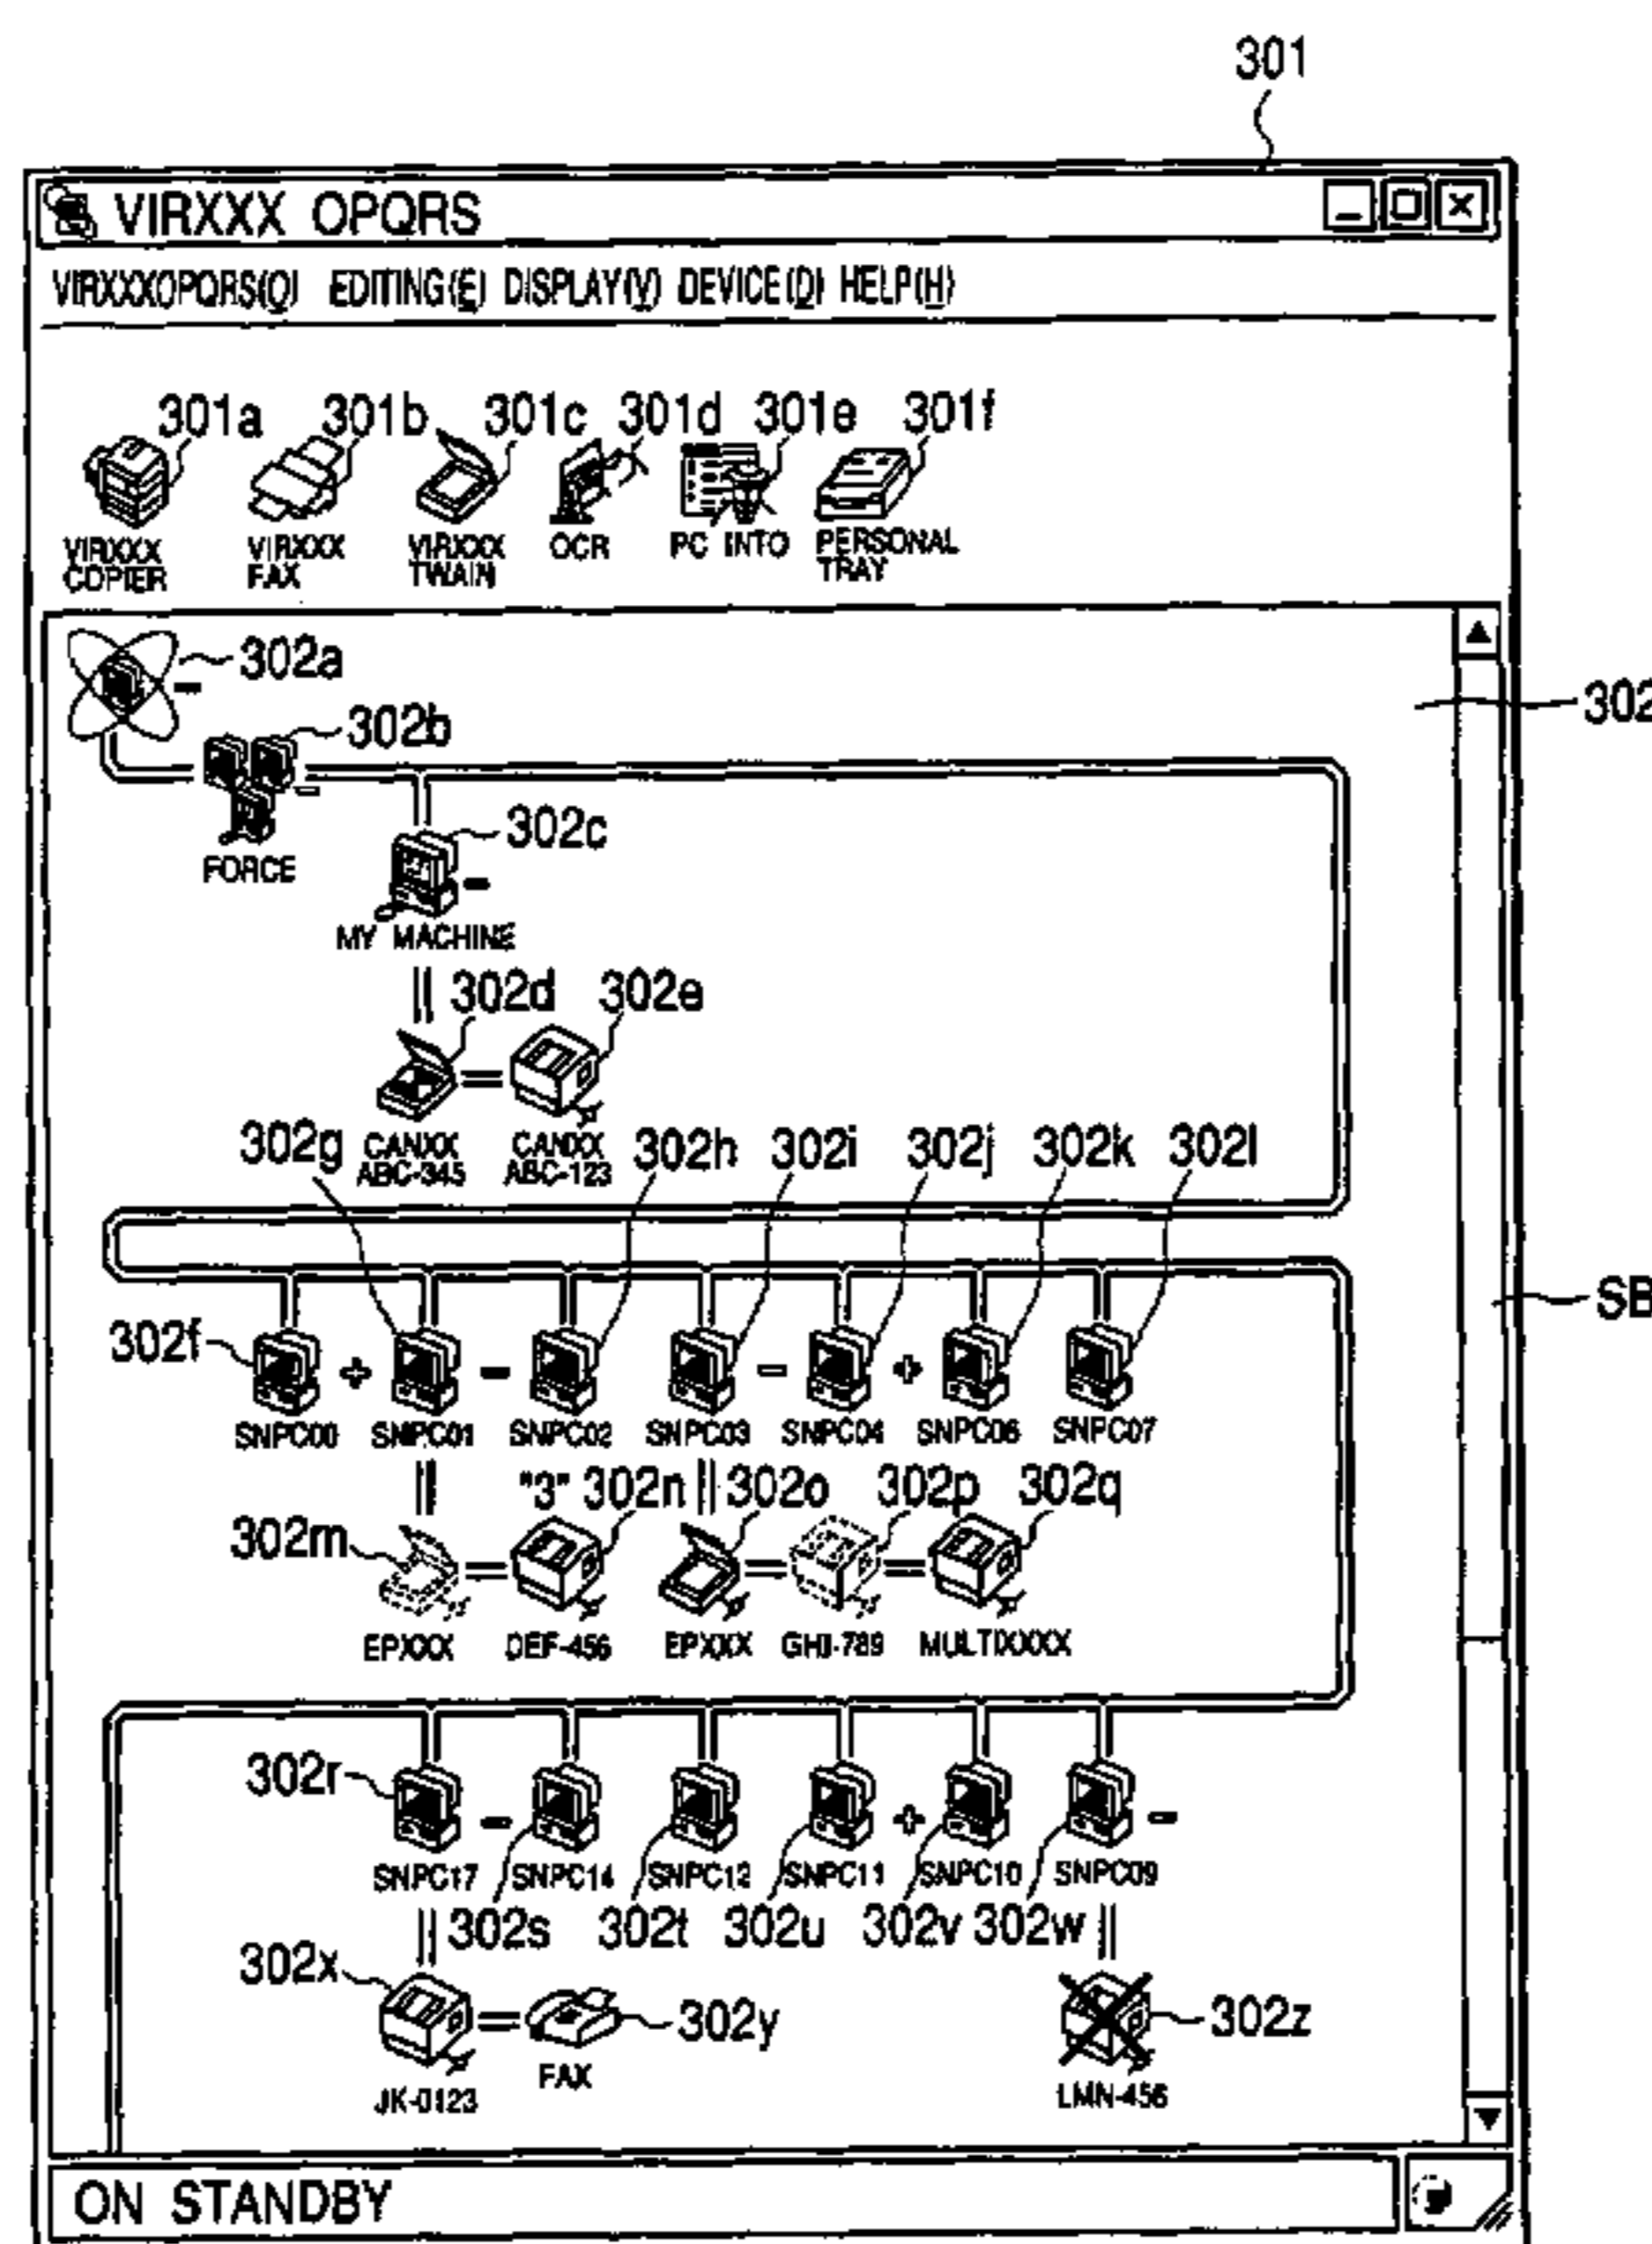 301
VIRXXX OPQRS
VIRXXXOPQRS(O) EDITING(E) DISPLAY(V) DEVICE(D) HELP(H)
301a 301b 301c 301d 301e 301f
VIRXXX COPIER
VIRXXX FAX
VIRXXX TWAIN
OCR
PC INTO
PERSONAL TRAY
302a
302
302b
FORCE
302c
MY MACHINE
302d 302e
CANXX ABC-345
CANXX ABC-123
302g 302h 302i 302j 302k 302l
SB
302f + - - +
SNPC00 SNPC01 SNPC02 SNPC03 SNPC04 SNPC06 SNPC07
"3" 302n 302o 302p 302q
302m
EPXXX DEF-456 EPXXX GHI-789 MULTIXXXX
302r - + -
SNPC17 SNPC14 SNPC12 SNPC11 SNPC10 SNPC09
302s 302t 302u 302v 302w
302x 302y 302z
JK-0123 FAX LMN-456
ON STANDBY